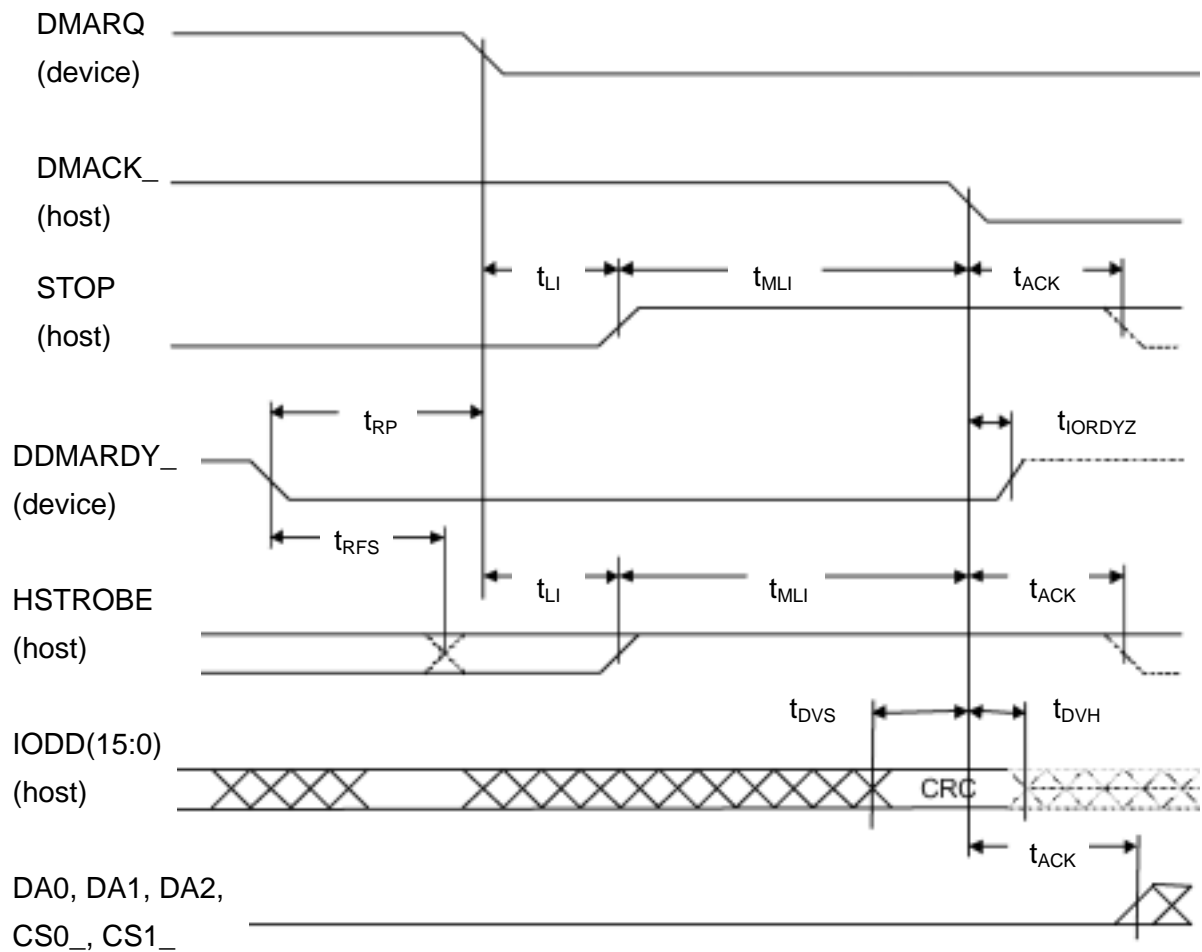 DMARQ
(device)
DMACK_
(host)
tLI
tMLI
tACK
STOP
(host)
tRP
tIORDYZ
DDMARDY_
(device)
tRFS
tLI
tMLI
tACK
HSTROBE
(host)
tDVS
tDVH
IODD(15:0)
(host)
CRC
tACK
DA0, DA1, DA2,
CS0_, CS1_